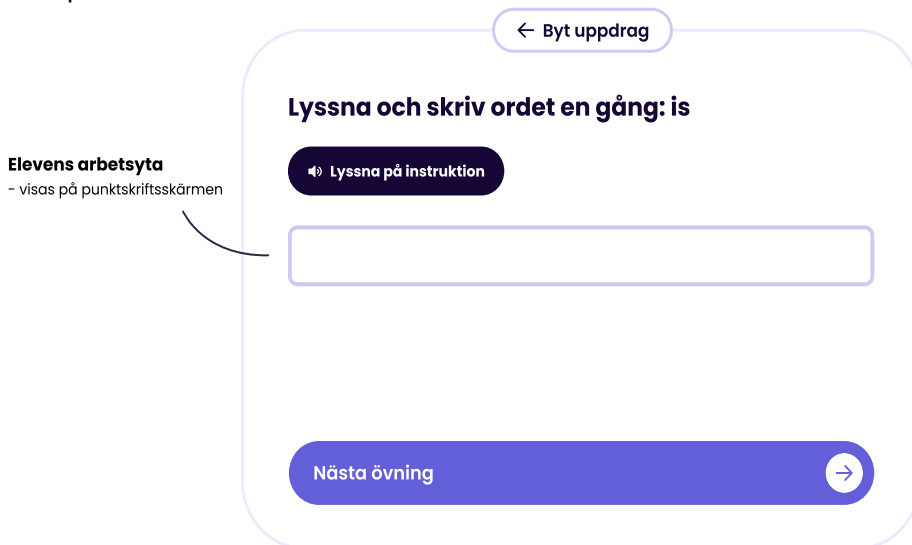 Byt uppdrag
Lyssna och skriv ordet en gång: is
Lyssna på instruktion
Elevens arbetsyta
- visas på punktskriftsskärmen
Nästa övning